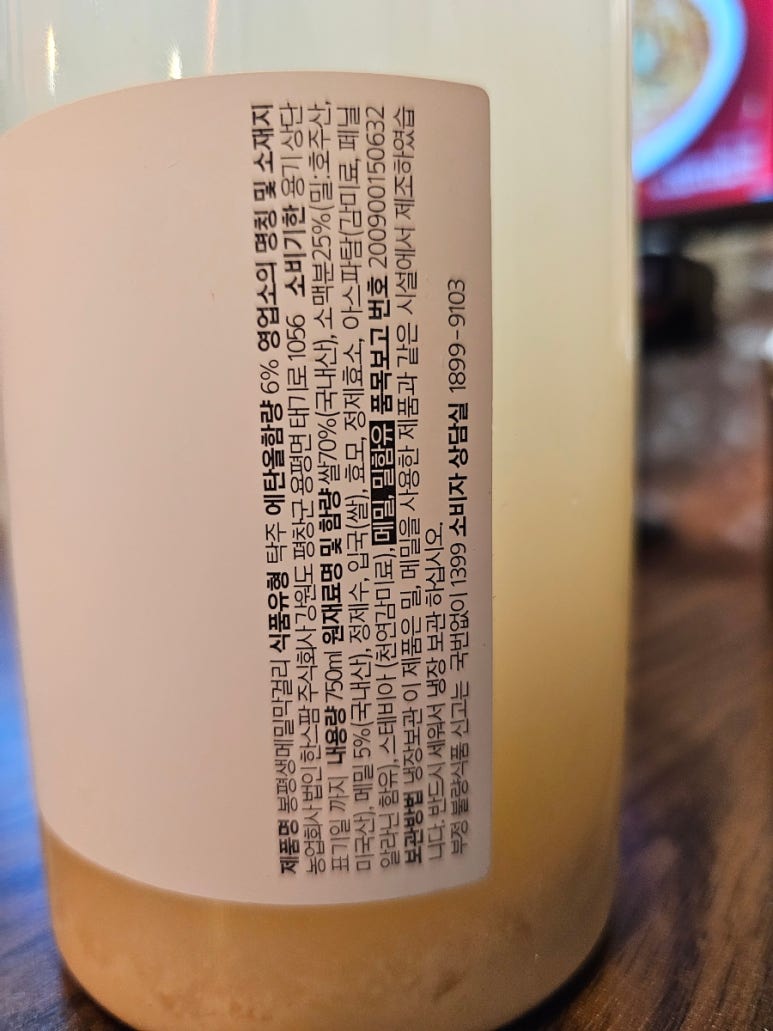 제품명 봉평생메밀막걸리 식품유형 탁주 에탄올함량 6% 영업소의 명칭 및 소재지
농업회사 법인 한스팜 주식회사 강원도 평창군 용평면 태기로 1056 소비기한 용기 상단
표기일 까지 내용량 750ml 원재료명 및 함량 쌀70%(국내산), 소맥분25%(밀:호주산,
미국산), 메밀 5%(국내산), 정제수, 입국(쌀), 효모, 정제효소, 아스파탐(감미료, 페닐
알라닌 함유), 스테비아 (천연감미료), 메밀, 밀함유 품목보고 번호 200900150632
보관방법 냉장보관 이 제품은 밀, 메밀을 사용한 제품과 같은 시설에서 제조하였습
니다. 반드시 세워서 냉장 보관 하십시오.
부정 불량식품 신고는 국번없이 1399 소비자 상담실 1899-9103